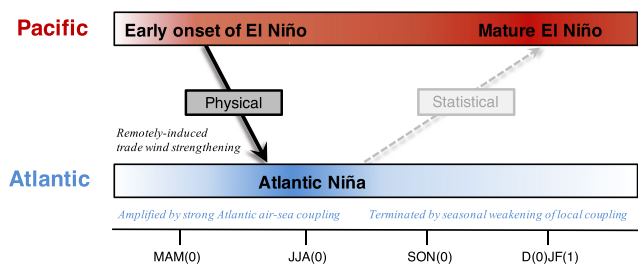 Pacific
Early onset of El Niño
Mature El Niño
Physical
Statistical
Remotely-induced
trade wind strengthening
Atlantic
Atlantic Niña
Amplified by strong Atlantic air-sea coupling
Terminated by seasonal weakening of local coupling
MAM(0)
JJA(0)
SON(0)
D(0)JF(1)